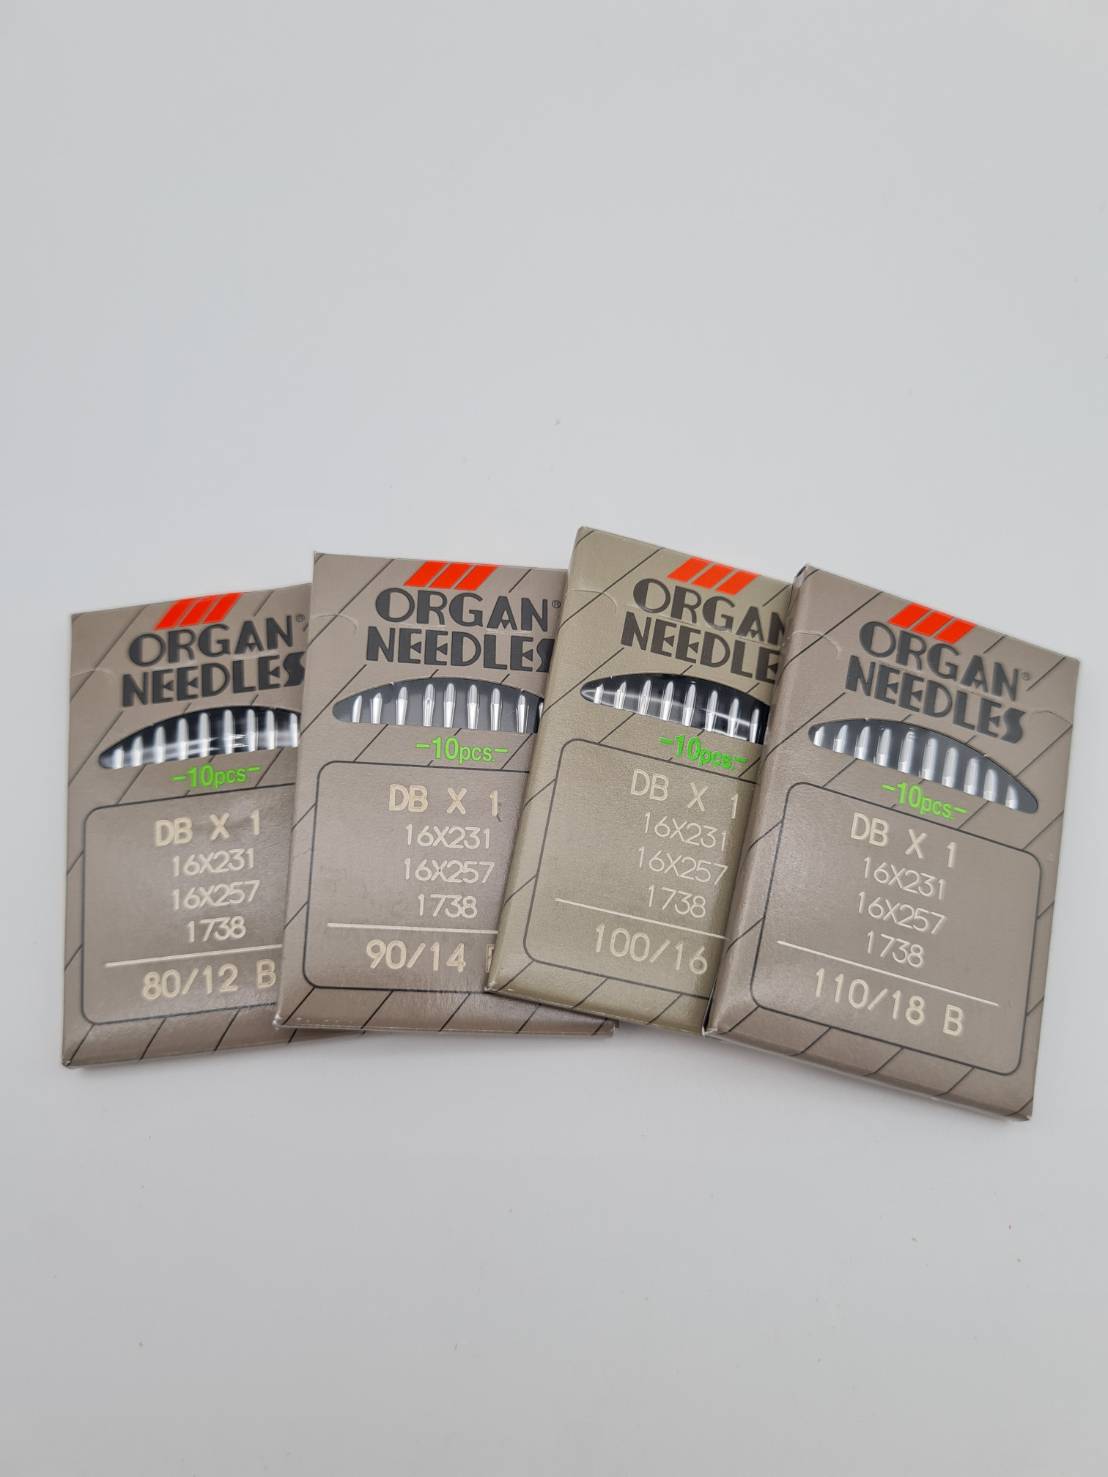 ORGAN®
NEEDLES
-10pcs-
DB X 1
16X231
16X257
1738
80/12 B
ORGAN®
NEEDLES
-10pcs-
DB X 1
16X231
16X257
1738
90/14
ORGAN
NEEDLE
-10pcs-
DB X 1
16X231
16X257
1738
100/16
ORGAN®
NEEDLES
-10pcs-
DB X 1
16X231
16X257
1738
110/18 B